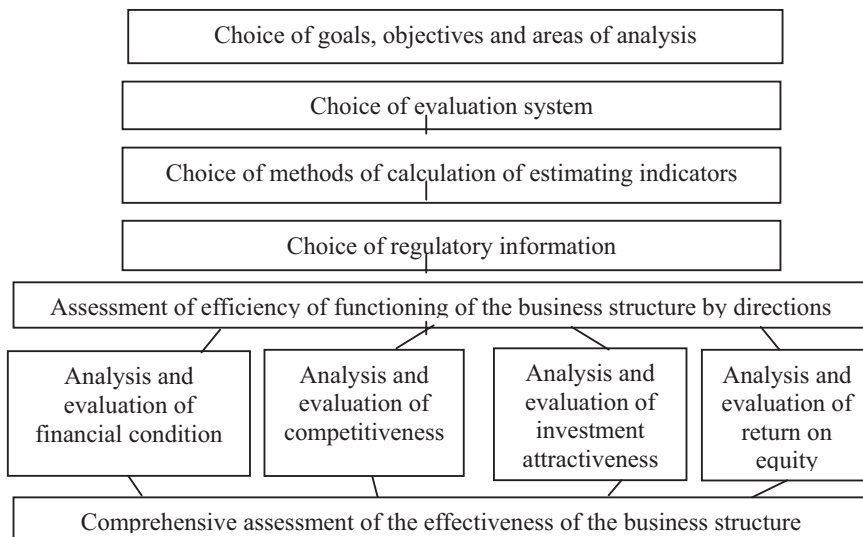 Choice of goals, objectives and areas of analysis
Choice of evaluation system
Choice of methods of calculation of estimating indicators
Choice of regulatory information
Assessment of efficiency of functioning of the business structure by directions
Analysis and
evaluation of
financial condition
Analysis and
evaluation of
competitiveness
Analysis and
evaluation of
investment
attractiveness
Analysis and
evaluation of
return on
equity
Comprehensive assessment of the effectiveness of the business structure